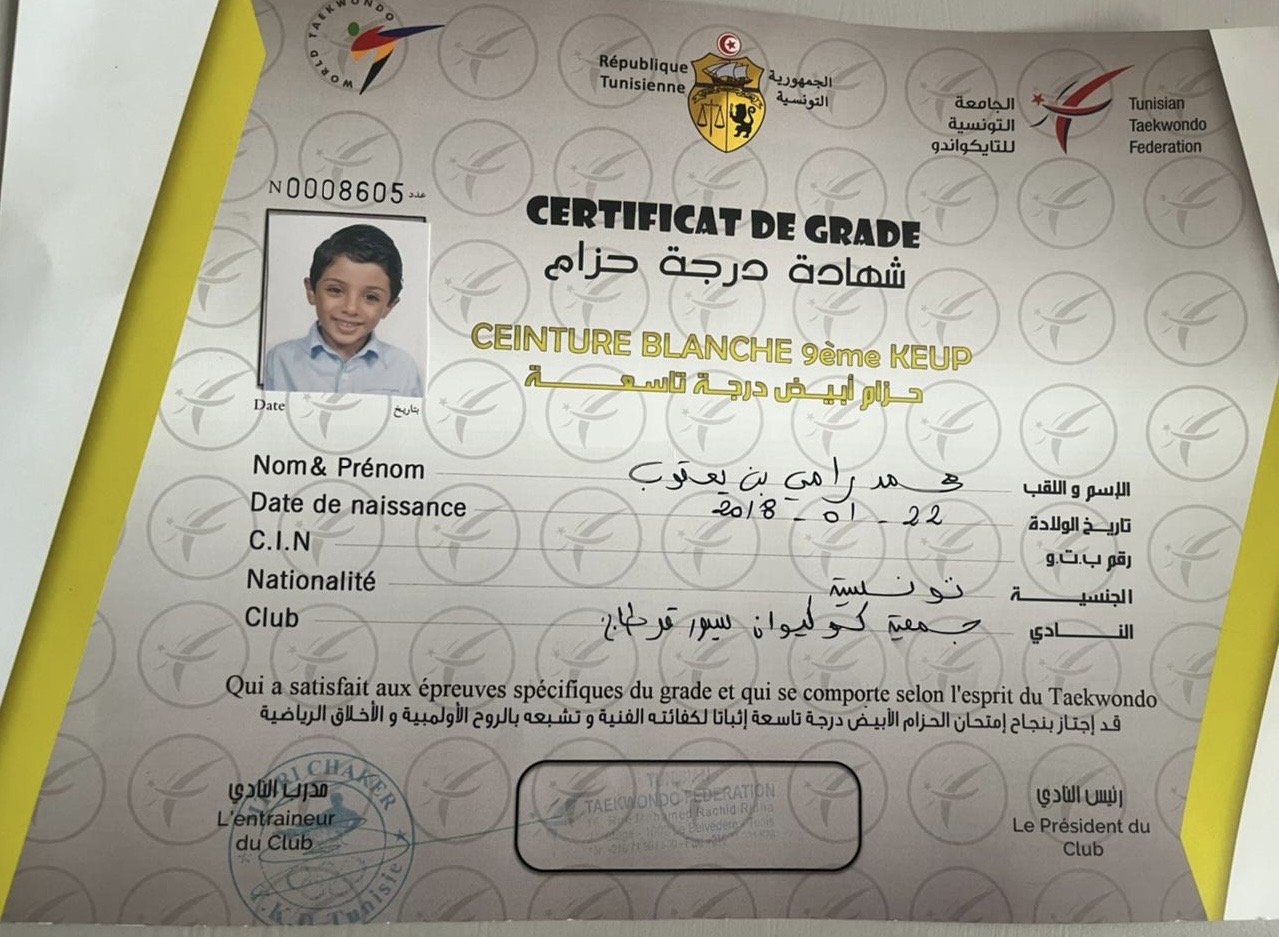 WORLD TAEKWONDO
République
Tunisienne
الجمهورية
التونسية
الجامعة
التونسية
للتايكواندو
Tunisian
Taekwondo
Federation
N 0008605 عدد
CERTIFICAT DE GRADE
شهادة درجة حزام
CEINTURE BLANCHE 9ème KEUP
حزام أبيض درجة تاسعة
Date بتاريخ
Nom& Prénom رامي بن يعقوب الإسم و اللقب
Date de naissance 22 - 01 - 2018 تاريخ الولادة
C.I.N رقم ب.ت.و
Nationalité تونسية الجنسية
Club جمعية النادي
Qui a satisfait aux épreuves spécifiques du grade et qui se comporte selon l'esprit du Taekwondo
قد إجتاز بنجاح إمتحان الحزام الأبيض درجة تاسعة إثباتا لكفائته الفنية و تشبعه بالروح الأولمبية و الأخلاق الرياضية
مدرب النادي
L'entraineur
du Club
CHAKER
Tunisie
TAEKWONDO FEDERATION
رئيس النادي
Le Président du
Club